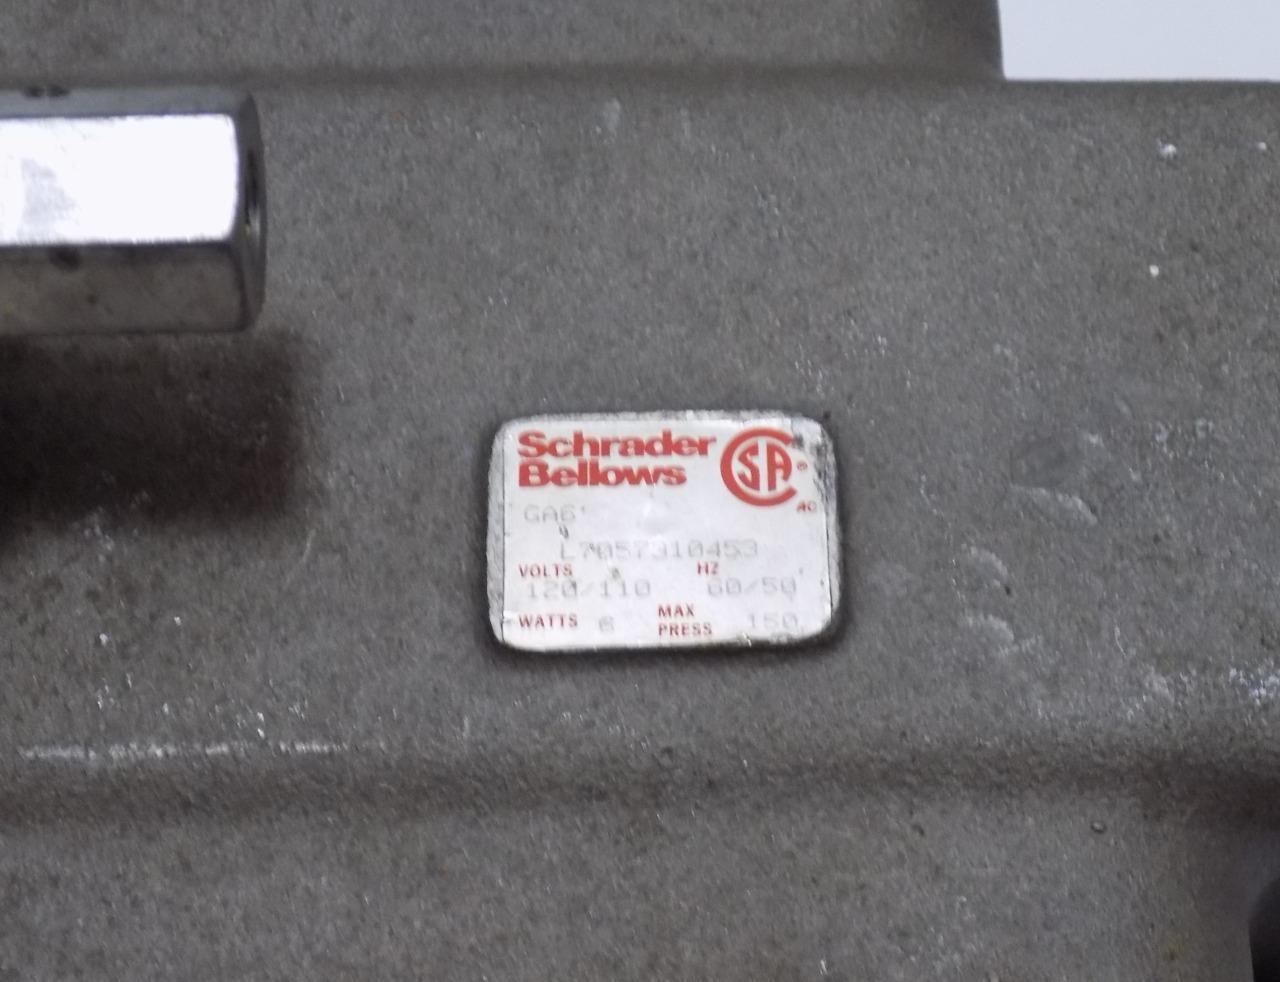 Schrader
Bellows
CSA ®
AC
GA6
L7057310453
VOLTS HZ
120/110 60/50
WATTS 6 MAX PRESS 150